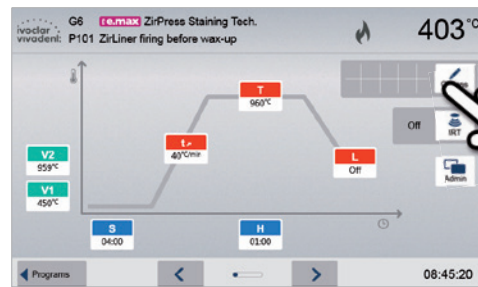 ivoclar
vivadent:
G6 IPS e.max ZirPress Staining Tech.
P101 ZirLiner firing before wax-up
403°C
T
960°C
Off
IRT
t↗
40°C/min
V2
959°C
L
Off
Admin
V1
450°C
S
04:00
H
01:00
Programs
<
>
08:45:20